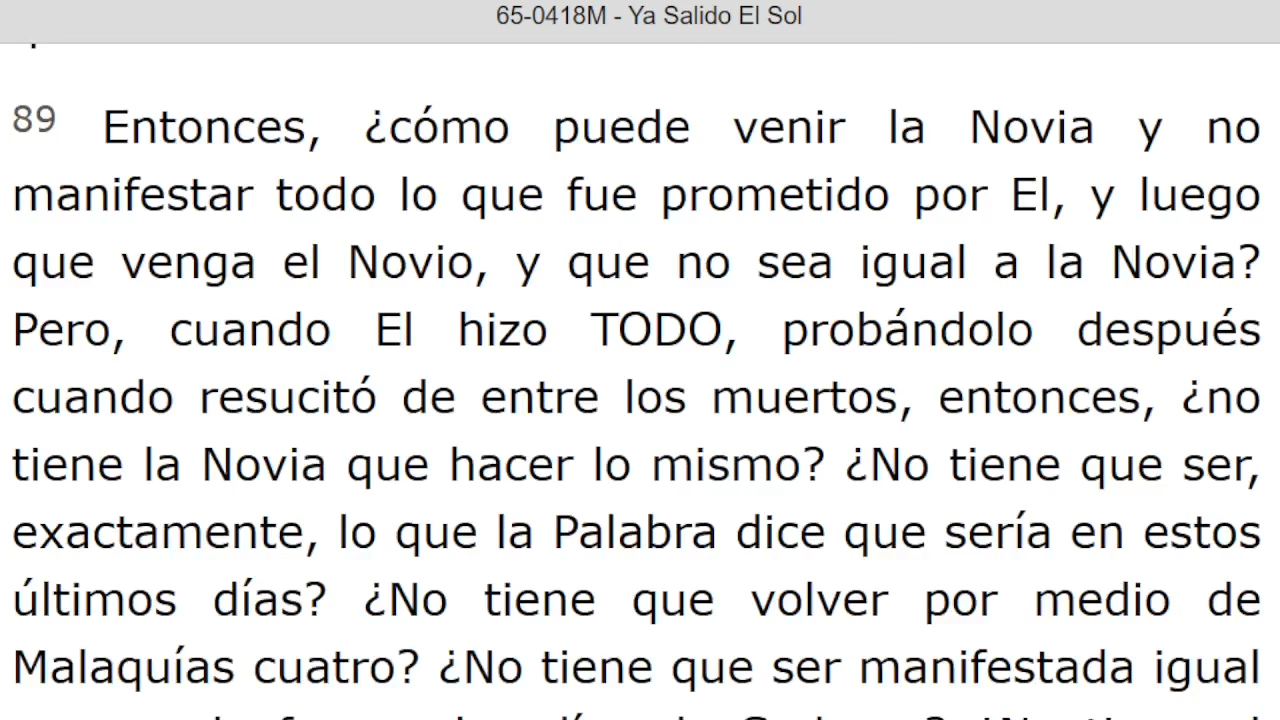 65-0418M - Ya Salido El Sol
89 Entonces, ¿cómo puede venir la Novia y no
manifestar todo lo que fue prometido por El, y luego
que venga el Novio, y que no sea igual a la Novia?
Pero, cuando El hizo TODO, probándolo después
cuando resucitó de entre los muertos, entonces, ¿no
tiene la Novia que hacer lo mismo? ¿No tiene que ser,
exactamente, lo que la Palabra dice que sería en estos
últimos días? ¿No tiene que volver por medio de
Malaquías cuatro? ¿No tiene que ser manifestada igual